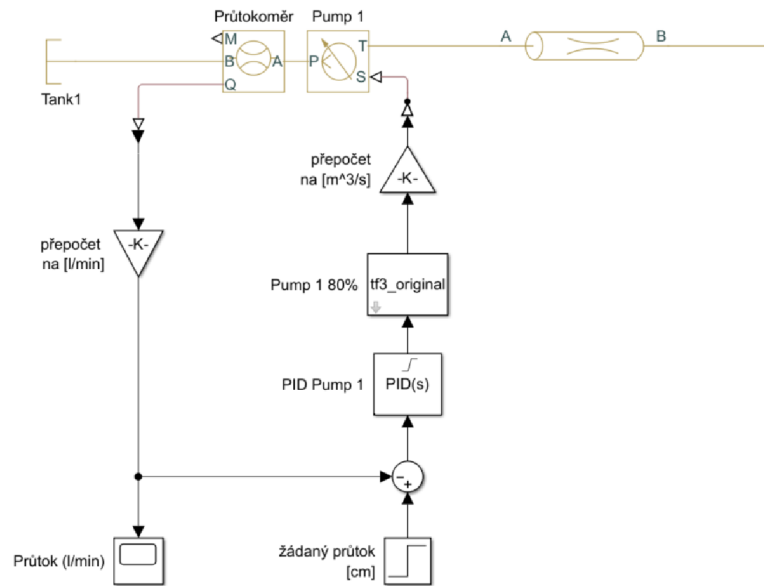 Průtokoměr
Pump 1
M
B
A
Q
P
T
S
A
B
Tank1
přepočet
na [m^3/s]
-K-
přepočet
na [l/min]
-K-
Pump 1 80%
tf3_original
PID Pump 1
PID(s)
Průtok (l/min)
žádaný průtok
[cm]